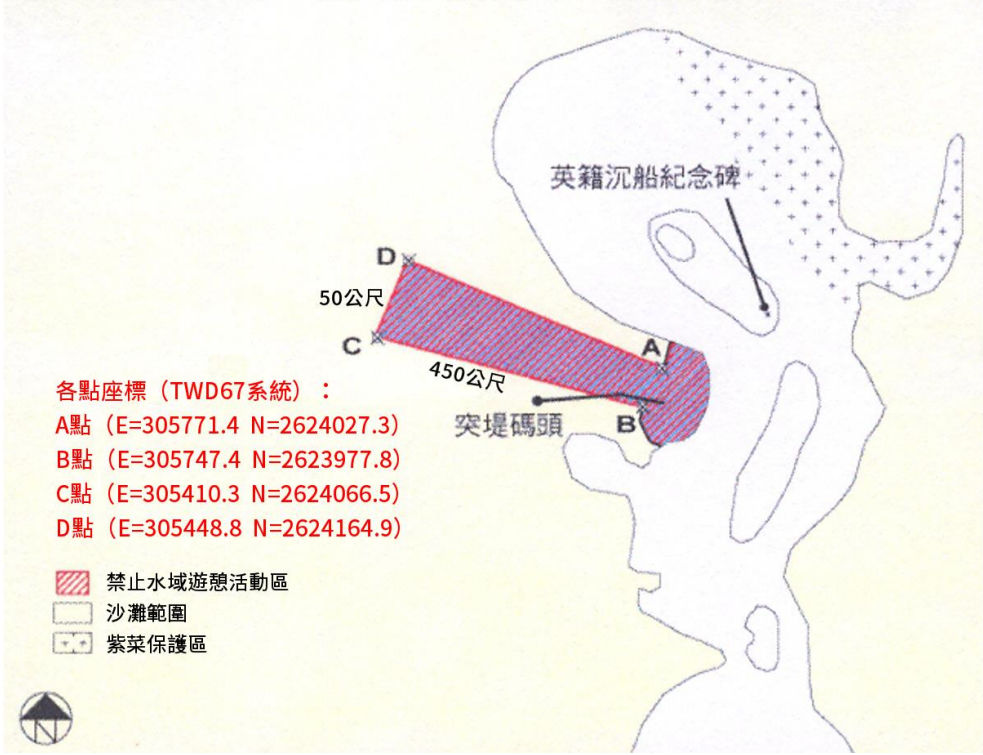 英籍沉船紀念碑
D
50公尺
C
A
450公尺
突堤碼頭
B
各點座標（TWD67系統）：
A點（E=305771.4 N=2624027.3）
B點（E=305747.4 N=2623977.8）
C點（E=305410.3 N=2624066.5）
D點（E=305448.8 N=2624164.9）
禁止水域遊憩活動區
沙灘範圍
紫菜保護區
N